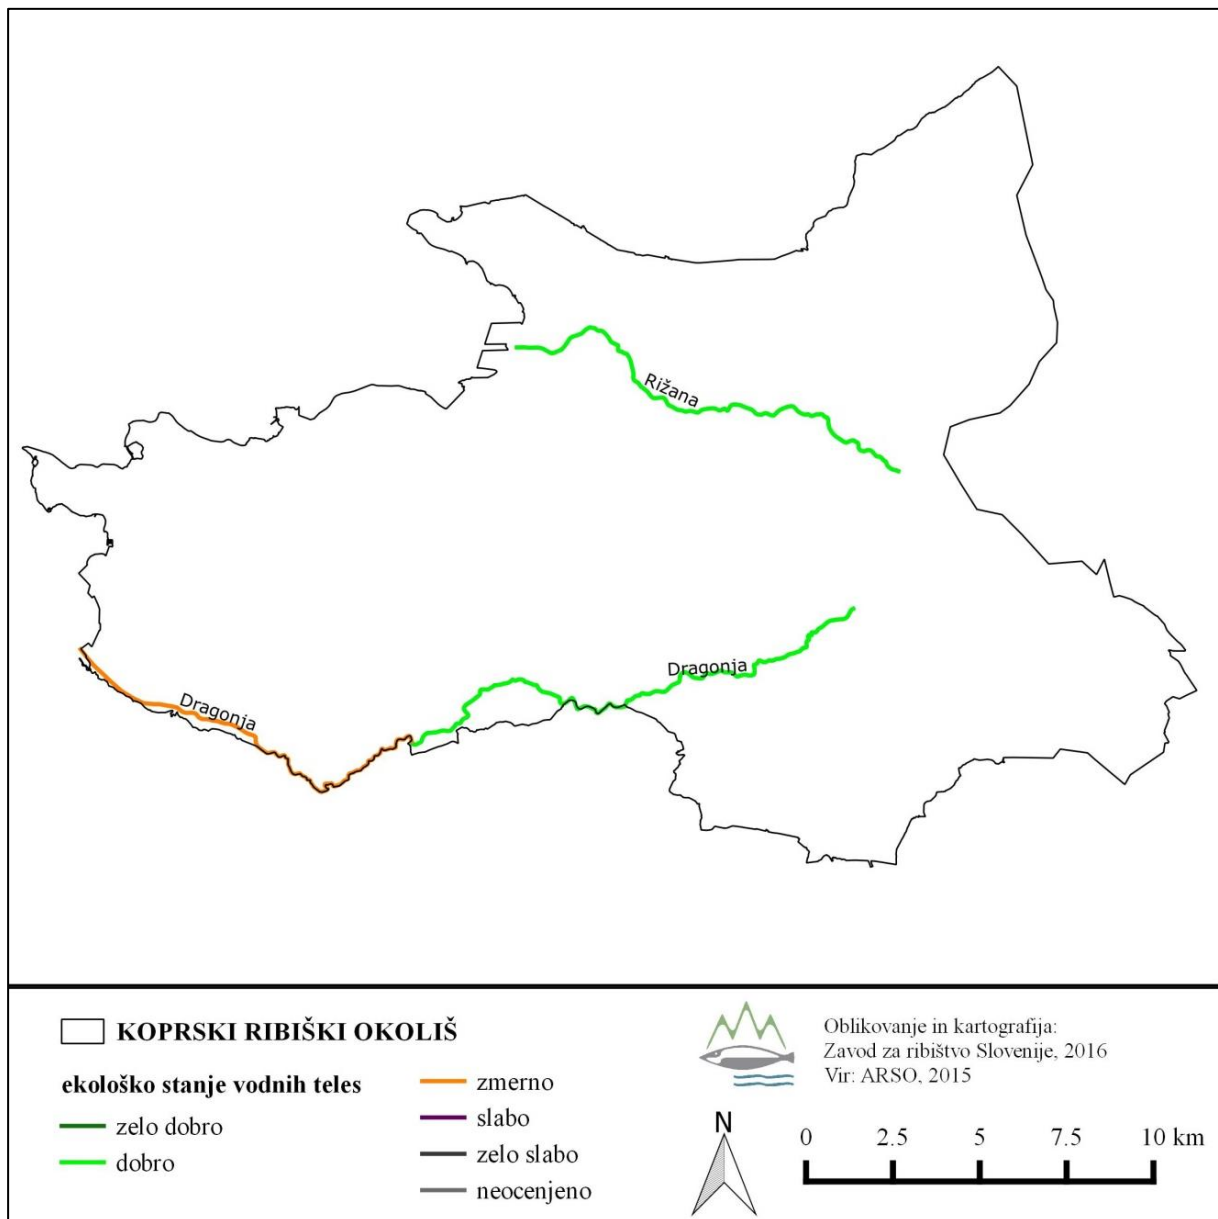 Rižana
Dragonja
Dragonja
KOPRSKI RIBIŠKI OKOLIŠ
ekološko stanje vodnih teles
zelo dobro
dobro
zmerno
slabo
zelo slabo
neocenjeno
Oblikovanje in kartografija:
Zavod za ribištvo Slovenije, 2016
Vir: ARSO, 2015
N
0 2.5 5 7.5 10 km